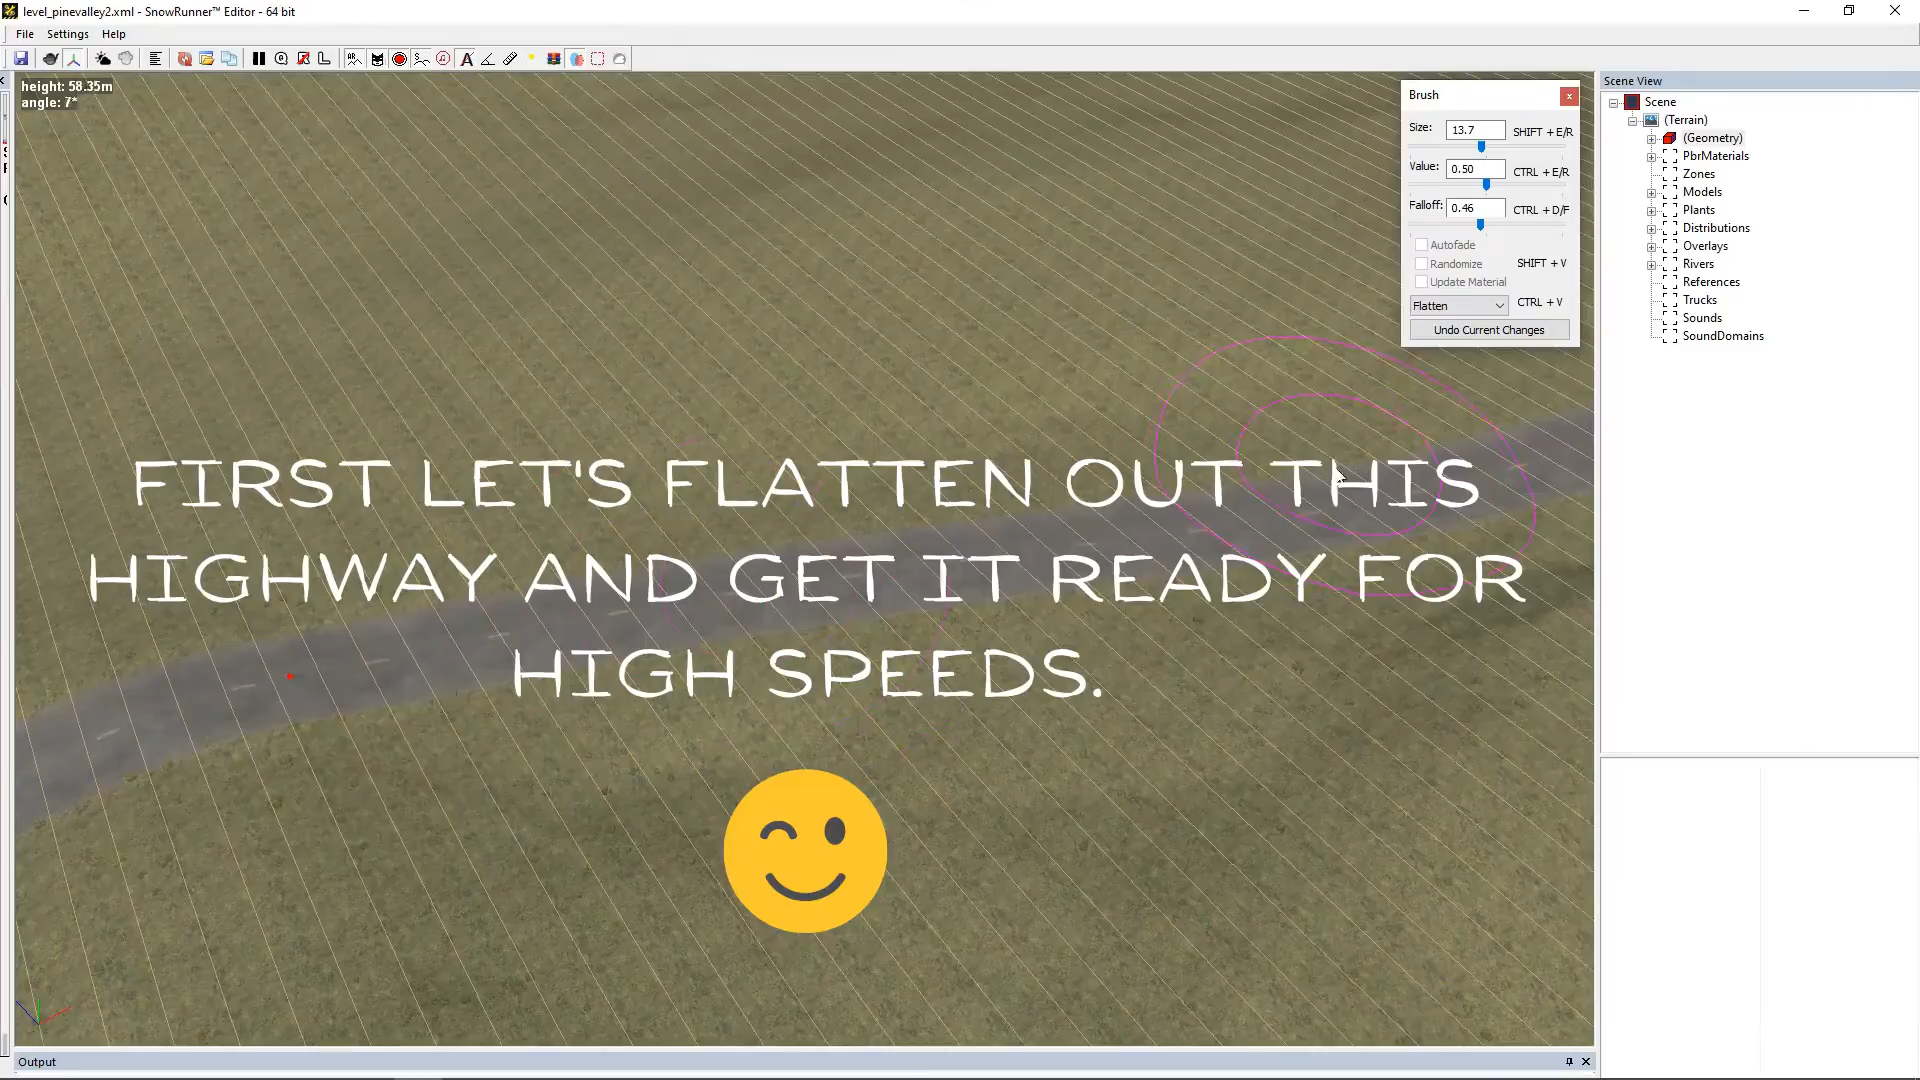 level_pinevalley2.xml - SnowRunner™ Editor - 64 bit
File Settings Help
height: 58.35m
angle: 7*
Brush
Size: 13.7 SHIFT + E/R
Value: 0.50 CTRL + E/R
Falloff: 0.46 CTRL + D/F
Autofade
Randomize SHIFT + V
Update Material
Flatten CTRL + V
Undo Current Changes
Scene View
Scene
(Terrain)
(Geometry)
PbrMaterials
Zones
Models
Plants
Distributions
Overlays
Rivers
References
Trucks
Sounds
SoundDomains
FIRST LET'S FLATTEN OUT THIS
HIGHWAY AND GET IT READY FOR
HIGH SPEEDS.
Output